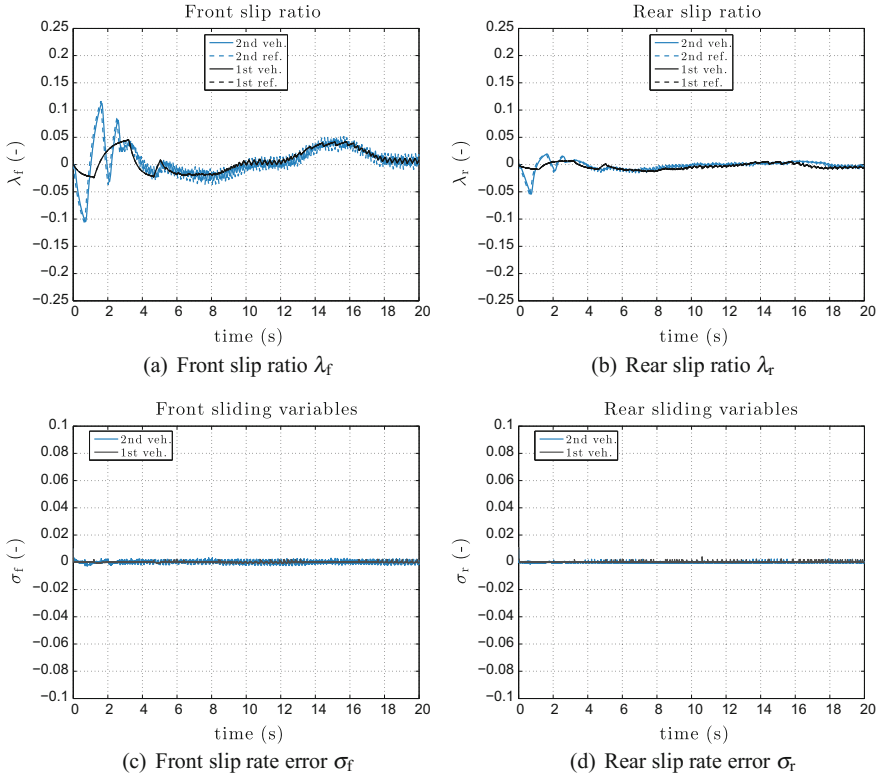 Front slip ratio
0.25
0.2
0.15
0.1
0.05
0
−0.05
−0.1
−0.15
−0.2
−0.25
λf (-)
2nd veh.
2nd ref.
1st veh.
1st ref.
0 2 4 6 8 10 12 14 16 18 20
time (s)
(a) Front slip ratio λf
Rear slip ratio
0.25
0.2
0.15
0.1
0.05
0
−0.05
−0.1
−0.15
−0.2
−0.25
λr (-)
2nd veh.
2nd ref.
1st veh.
1st ref.
0 2 4 6 8 10 12 14 16 18 20
time (s)
(b) Rear slip ratio λr
Front sliding variables
0.1
0.08
0.06
0.04
0.02
0
−0.02
−0.04
−0.06
−0.08
−0.1
σf (-)
2nd veh.
1st veh.
0 2 4 6 8 10 12 14 16 18 20
time (s)
(c) Front slip rate error σf
Rear sliding variables
0.1
0.08
0.06
0.04
0.02
0
−0.02
−0.04
−0.06
−0.08
−0.1
σr (-)
2nd veh.
1st veh.
0 2 4 6 8 10 12 14 16 18 20
time (s)
(d) Rear slip rate error σr